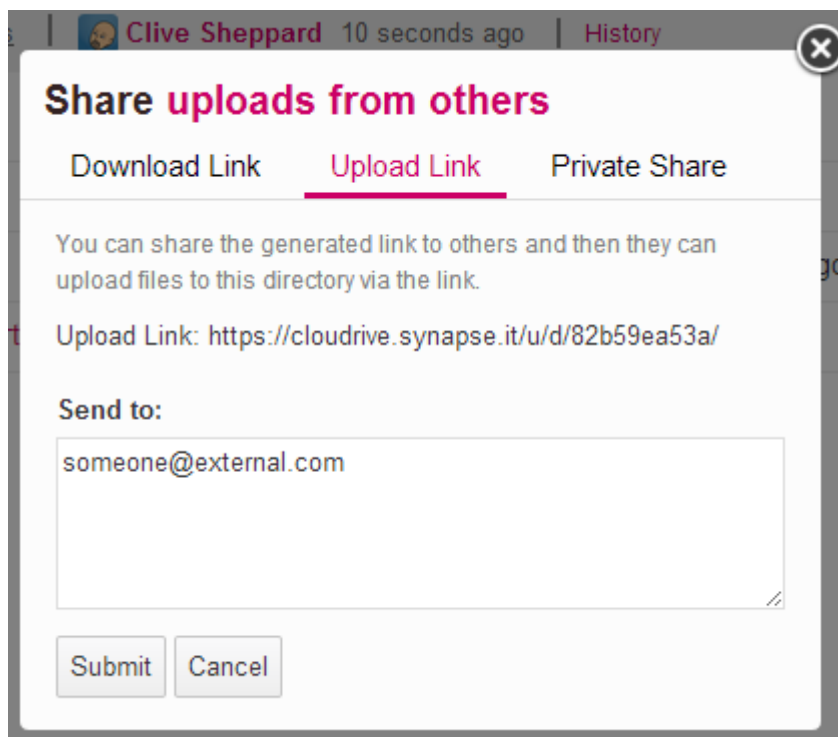 Clive Sheppard 10 seconds ago | History
Share uploads from others
Download Link Upload Link Private Share
You can share the generated link to others and then they can
upload files to this directory via the link.
Upload Link: https://cloudrive.synapse.it/u/d/82b59ea53a/
Send to:
someone@external.com
Submit Cancel